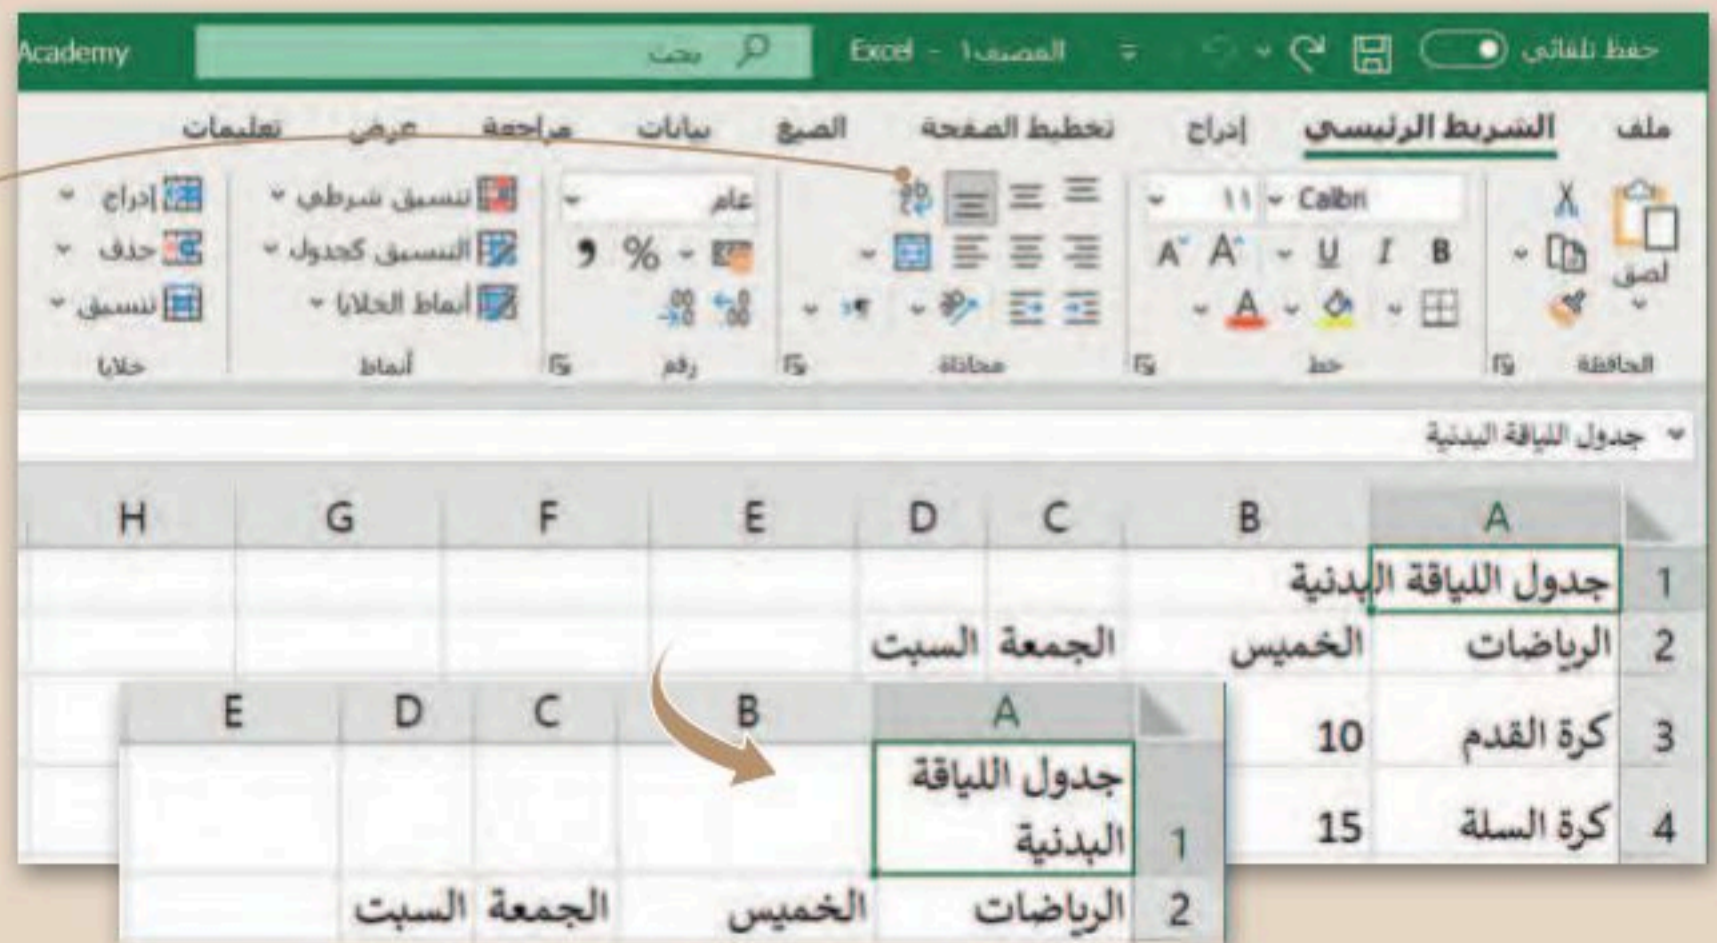 حفظ تلقائي المصنف١ - Excel بحث Academy
ملف الشريط الرئيسي إدراج تخطيط الصفحة الصيغ بيانات مراجعة عرض تعليمات
لصق Calibri ١١ عام تنسيق شرطي إدراج
B I U A A % التنسيق كجدول حذف
A أنماط الخلايا تنسيق
الحافظة خط محاذاة رقم أنماط خلايا
جدول اللياقة البدنية
A B C D E F G H
1 جدول اللياقة البدنية
2 الرياضات الخميس الجمعة السبت
3 كرة القدم 10
4 كرة السلة 15
A B C D E
1 جدول اللياقة
البدنية
2 الرياضات الخميس الجمعة السبت